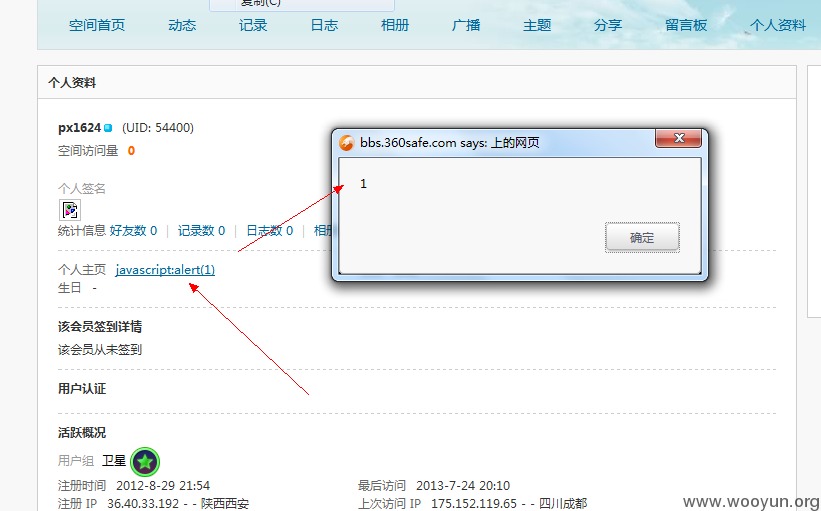 复制(C)
空间首页 动态 记录 日志 相册 广播 主题 分享 留言板 个人资料
个人资料
px1624 (UID: 54400)
空间访问量 0
bbs.360safe.com says: 上的网页
1
确定
个人签名
统计信息 好友数 0 | 记录数 0 | 日志数 0 | 相册
个人主页 javascript:alert(1)
生日 -
该会员签到详情
该会员从未签到
用户认证
活跃概况
用户组 卫星
注册时间 2012-8-29 21:54 最后访问 2013-7-24 20:10
注册 IP 36.40.33.192 - - 陕西西安 上次访问 IP 175.152.119.65 - - 四川成都
www.wooyun.org